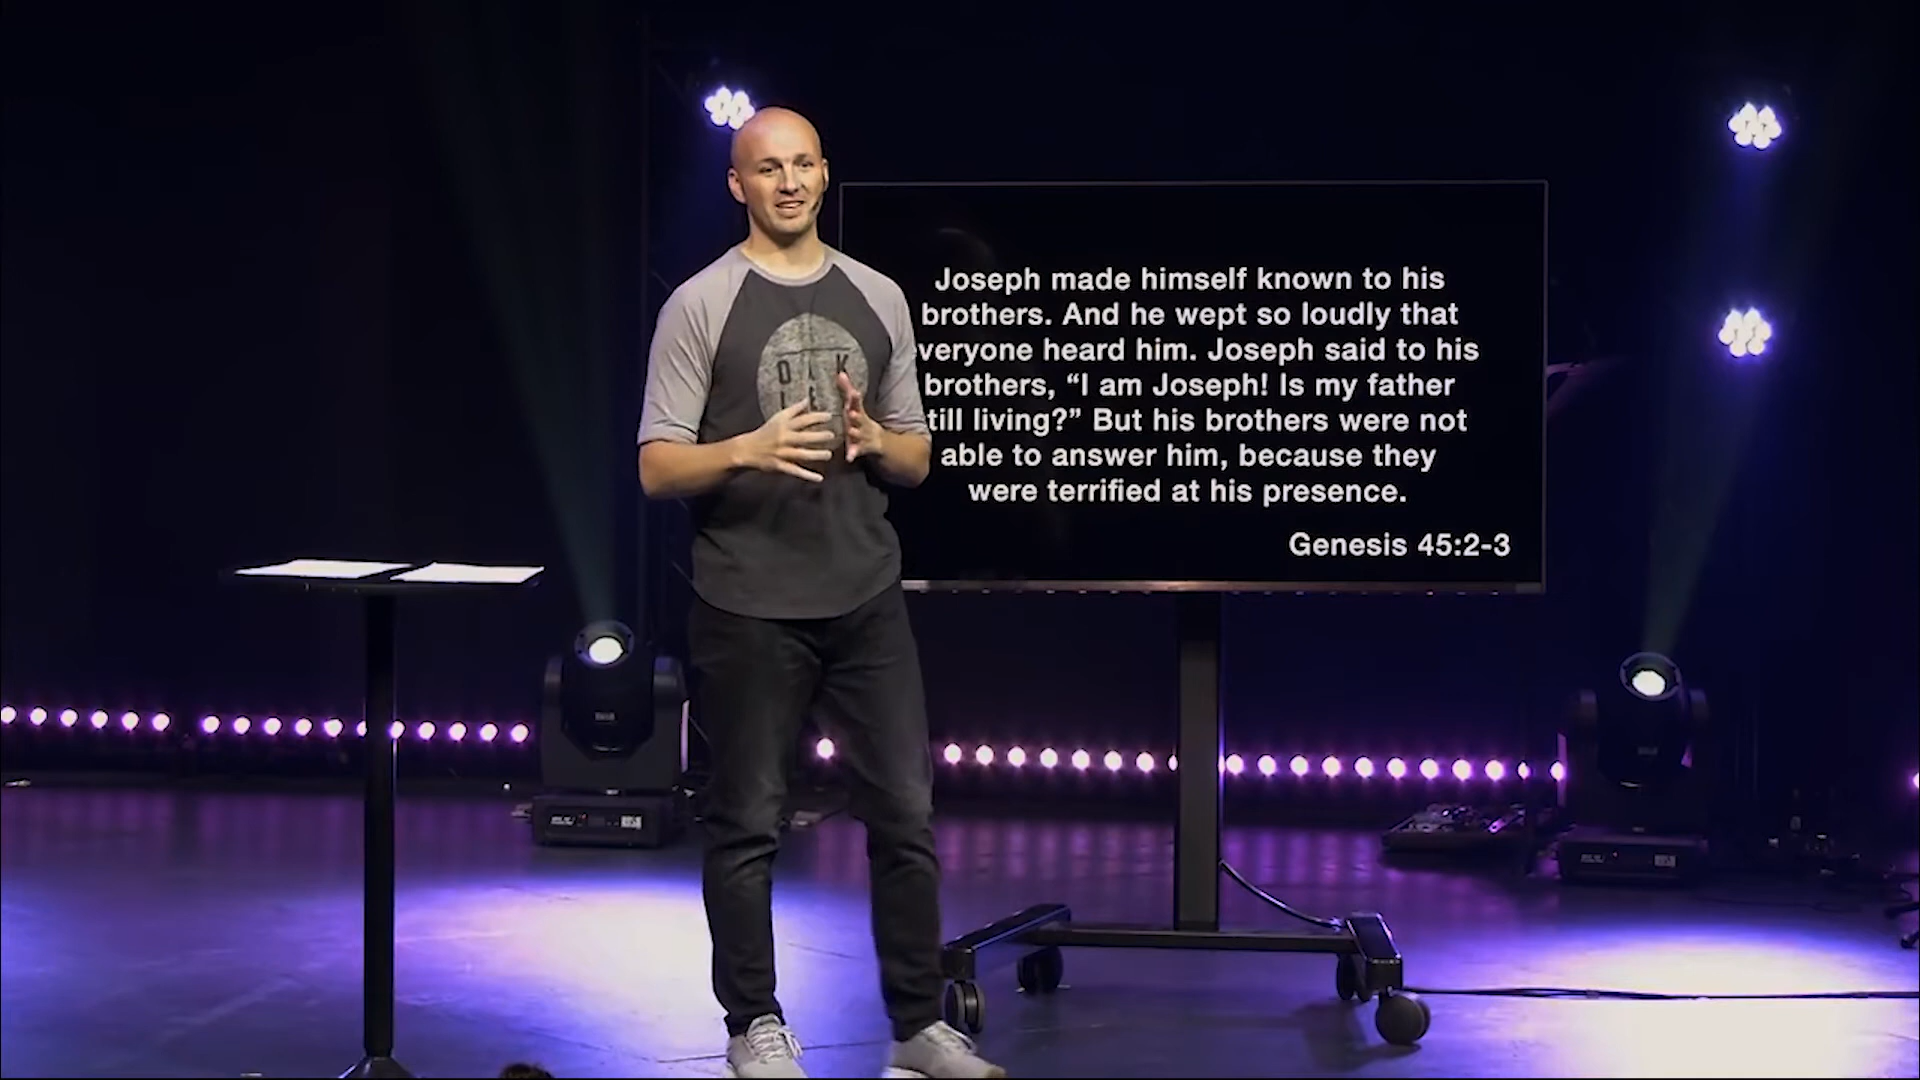 Joseph made himself known to his
brothers. And he wept so loudly that
veryone heard him. Joseph said to his
brothers, “I am Joseph! Is my father
till living?” But his brothers were not
able to answer him, because they
were terrified at his presence.
Genesis 45:2-3